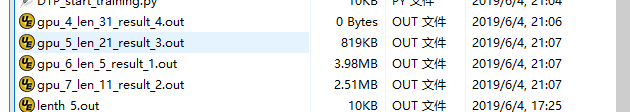 DTP_start_training.py 10KB PY 文件 2019/6/4, 21:04
gpu_4_len_31_result_4.out 0 Bytes OUT 文件 2019/6/4, 21:06
gpu_5_len_21_result_3.out 819KB OUT 文件 2019/6/4, 21:07
gpu_6_len_5_result_1.out 3.98MB OUT 文件 2019/6/4, 21:07
gpu_7_len_11_result_2.out 2.51MB OUT 文件 2019/6/4, 21:07
lenth_5.out 10KB OUT 文件 2019/6/4, 17:25